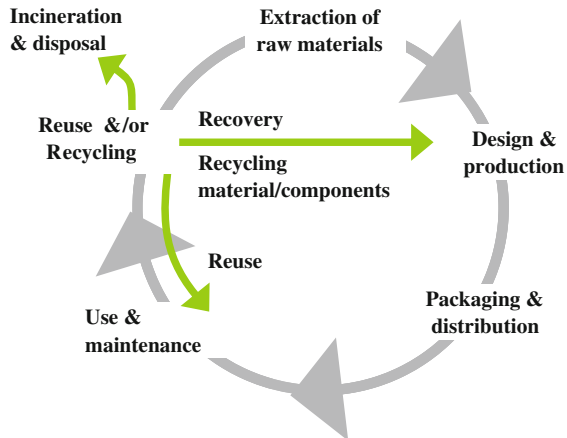 Incineration
& disposal
Extraction of
raw materials
Reuse &/or
Recycling
Recovery
Recycling
material/components
Design &
production
Reuse
Packaging &
distribution
Use &
maintenance